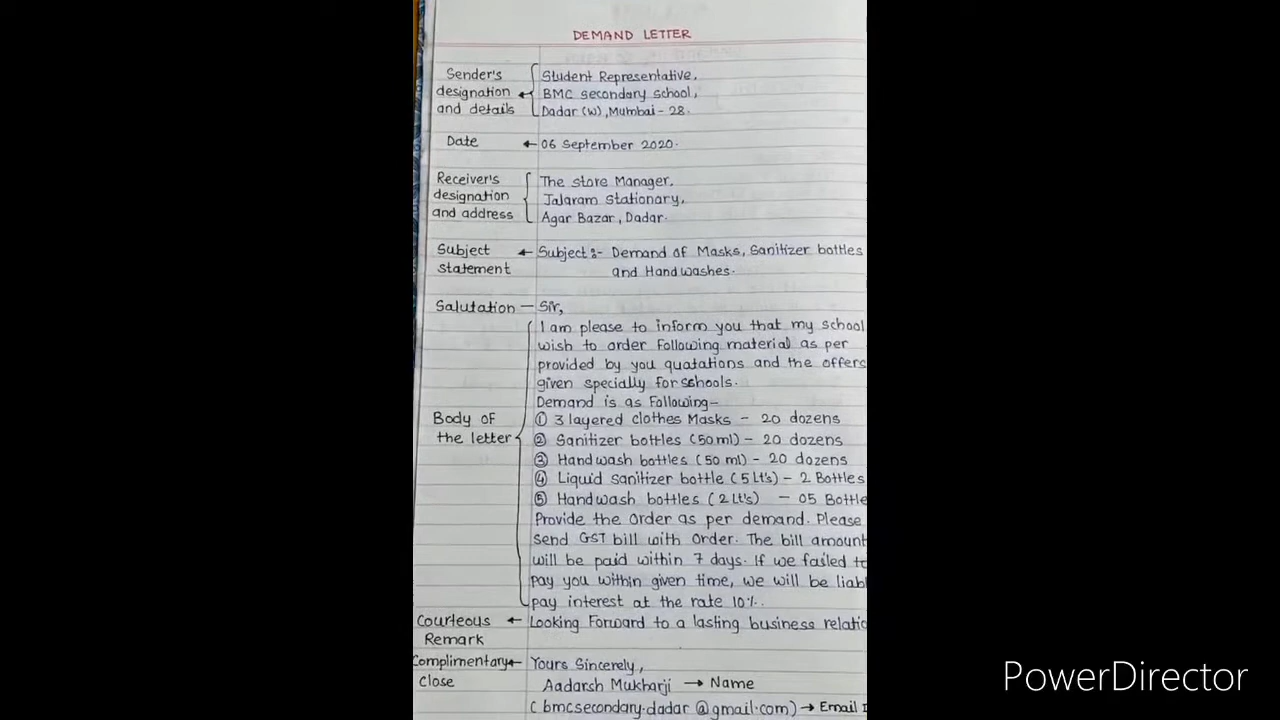 DEMAND LETTER
Sender's designation and details
Student Representative,
BMC secondary school,
Dadar (W), Mumbai - 28.
Date ← 06 September 2020.
Receiver's designation and address
The store Manager,
Jalaram stationary,
Agar Bazar, Dadar.
Subject statement ← Subject :- Demand of Masks, Sanitizer bottles
and Handwashes.
Salutation — Sir,
Body of the letter
I am please to inform you that my school
wish to order following material as per
provided by you quatations and the offers
given specially for schools.
Demand is as Following—
① 3 layered clothes Masks - 20 dozens
② Sanitizer bottles (50 ml) - 20 dozens
③ Handwash bottles (50 ml) - 20 dozens
④ Liquid sanitizer bottle (5 Lt's) - 2 Bottles
⑤ Handwash bottles (2 Lt's) - 05 Bottle
Provide the Order as per demand. Please
send GST bill with order. The bill amount
will be paid within 7 days. If we failed to
pay you within given time, we will be liab
pay interest at the rate 10%.
Courteous Remark ← Looking Forward to a lasting business relatio
Complimentary close ← Yours Sincerely,
Aadarsh Mukharji → Name
(bmcsecondary.dadar@gmail.com) → Email I
PowerDirector